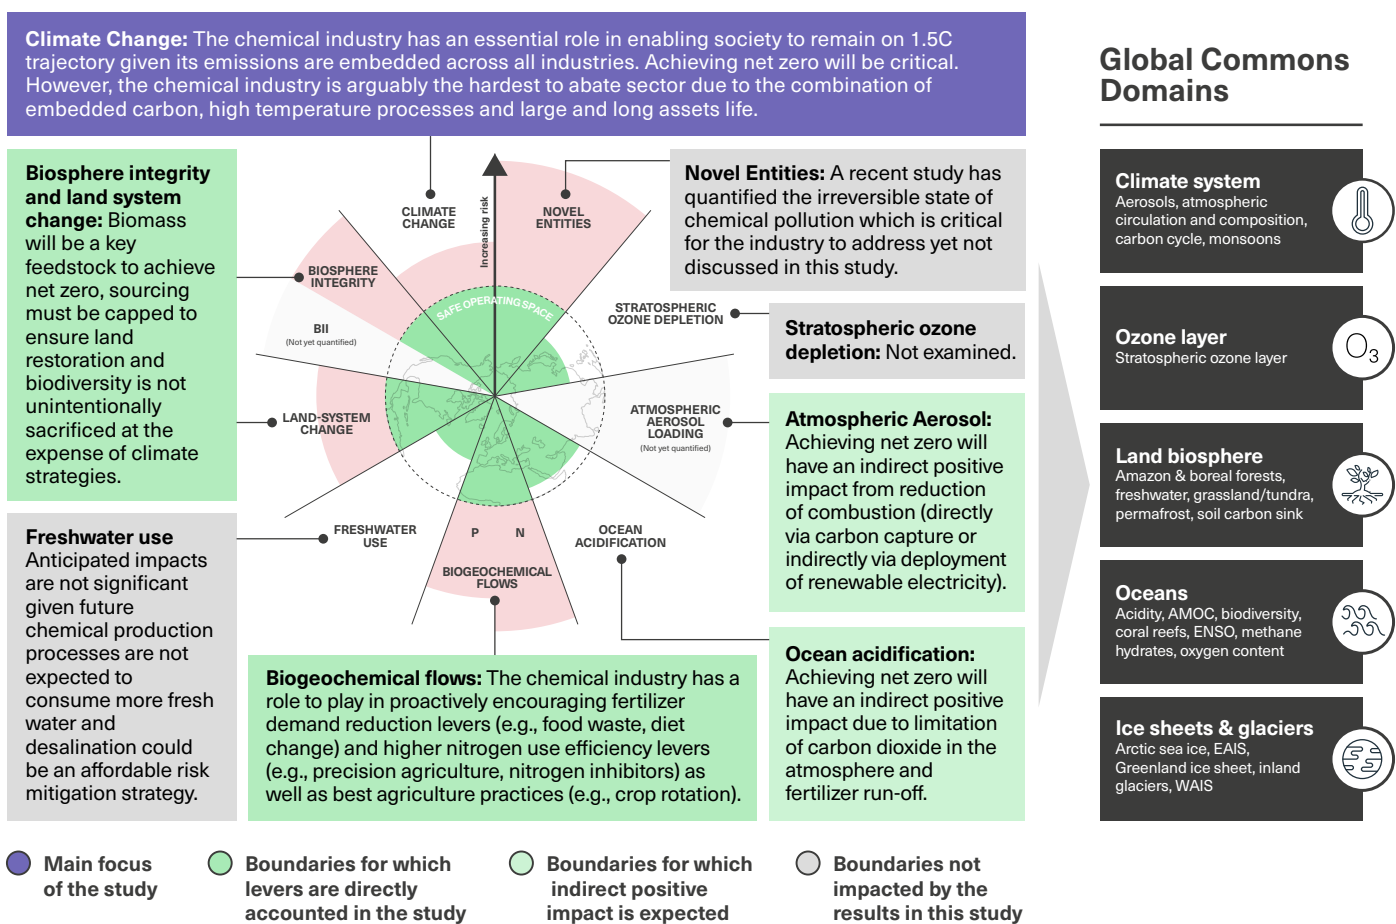 Climate Change: The chemical industry has an essential role in enabling society to remain on 1.5C
trajectory given its emissions are embedded across all industries. Achieving net zero will be critical.
However, the chemical industry is arguably the hardest to abate sector due to the combination of
embedded carbon, high temperature processes and large and long assets life.
Biosphere integrity
and land system
change: Biomass
will be a key
feedstock to achieve
net zero, sourcing
must be capped to
ensure land
restoration and
biodiversity is not
unintentionally
sacrificed at the
expense of climate
strategies.
Freshwater use
Anticipated impacts
are not significant
given future
chemical production
processes are not
expected to
consume more fresh
water and
desalination could
be an affordable risk
mitigation strategy.
CLIMATE
CHANGE
Increasing risk
NOVEL
ENTITIES
BIOSPHERE
INTEGRITY
SAFE OPERATING SPACE
STRATOSPHERIC
OZONE DEPLETION
BII
(Not yet quantified)
LAND-SYSTEM
CHANGE
ATMOSPHERIC
AEROSOL
LOADING
(Not yet quantified)
FRESHWATER
USE
P N
OCEAN
ACIDIFICATION
BIOGEOCHEMICAL
FLOWS
Novel Entities: A recent study has
quantified the irreversible state of
chemical pollution which is critical
for the industry to address yet not
discussed in this study.
Stratospheric ozone
depletion: Not examined.
Atmospheric Aerosol:
Achieving net zero will
have an indirect positive
impact from reduction
of combustion (directly
via carbon capture or
indirectly via deployment
of renewable electricity).
Ocean acidification:
Achieving net zero will
have an indirect positive
impact due to limitation
of carbon dioxide in the
atmosphere and
fertilizer run-off.
Biogeochemical flows: The chemical industry has a
role to play in proactively encouraging fertilizer
demand reduction levers (e.g., food waste, diet
change) and higher nitrogen use efficiency levers
(e.g., precision agriculture, nitrogen inhibitors) as
well as best agriculture practices (e.g., crop rotation).
Global Commons
Domains
Climate system
Aerosols, atmospheric
circulation and composition,
carbon cycle, monsoons
Ozone layer
Stratospheric ozone layer
O3
Land biosphere
Amazon & boreal forests,
freshwater, grassland/tundra,
permafrost, soil carbon sink
Oceans
Acidity, AMOC, biodiversity,
coral reefs, ENSO, methane
hydrates, oxygen content
Ice sheets & glaciers
Arctic sea ice, EAIS,
Greenland ice sheet, inland
glaciers, WAIS
Main focus
of the study
Boundaries for which
levers are directly
accounted in the study
Boundaries for which
indirect positive
impact is expected
Boundaries not
impacted by the
results in this study